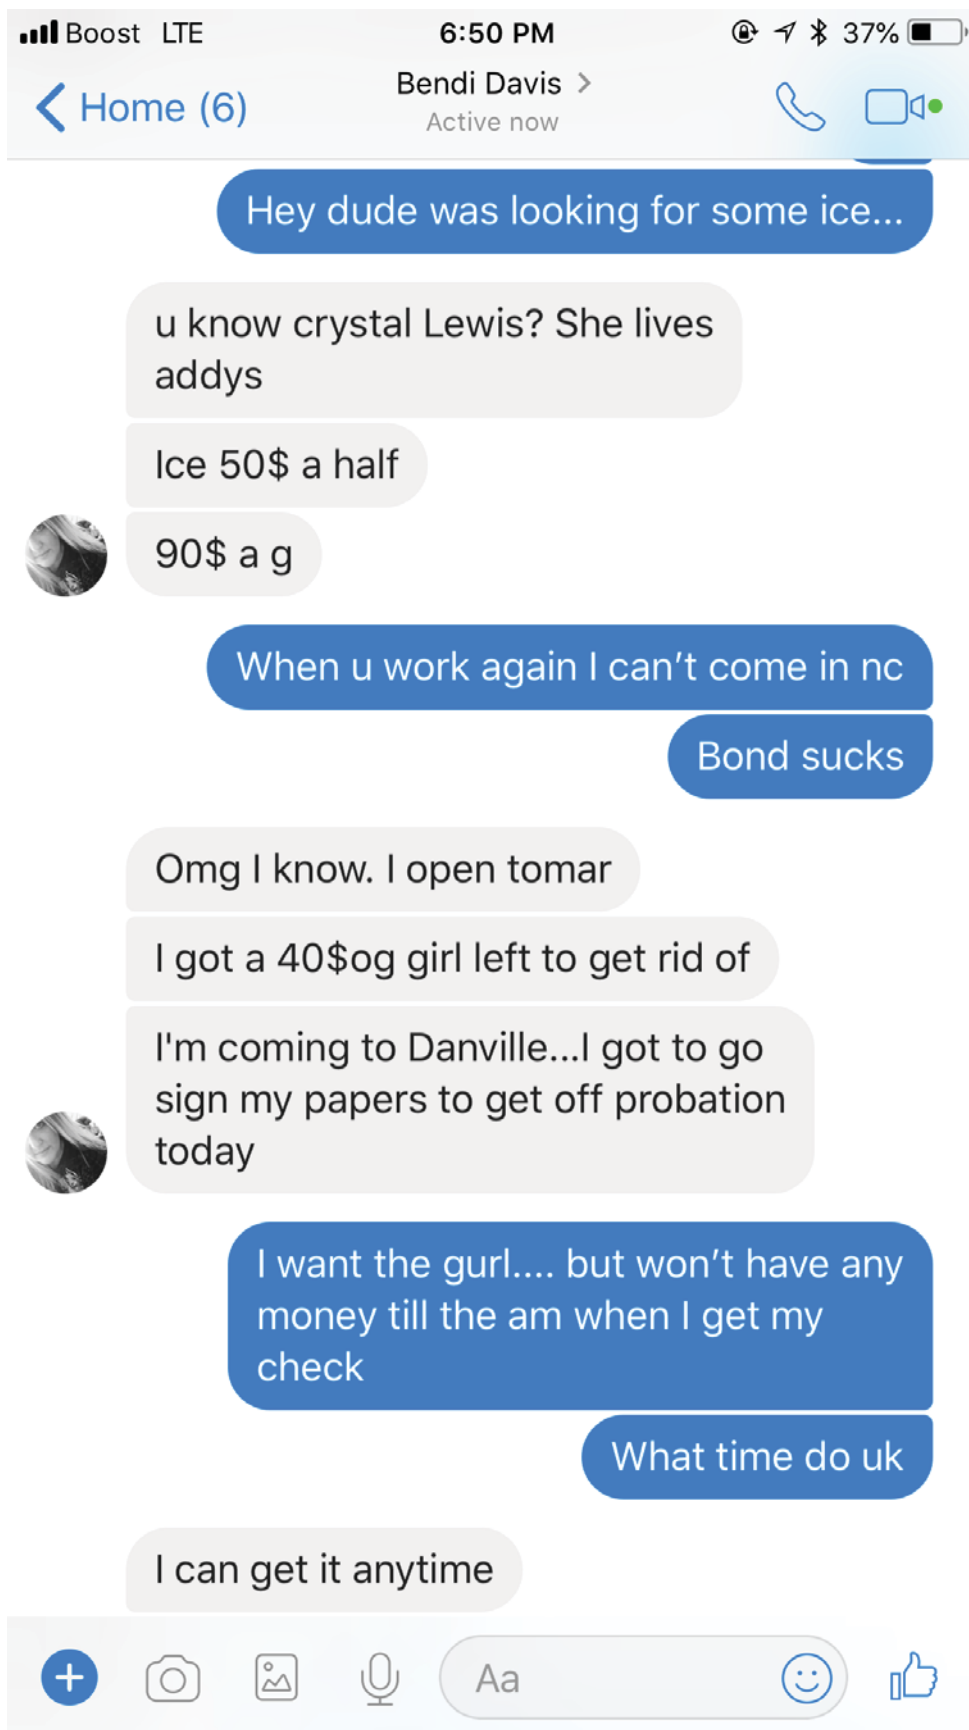 Boost LTE 6:50 PM 37%
Home (6) Bendi Davis
Active now
Hey dude was looking for some ice...
u know crystal Lewis? She lives
addys
Ice 50$ a half
90$ a g
When u work again I can't come in nc
Bond sucks
Omg I know. I open tomar
I got a 40$og girl left to get rid of
I'm coming to Danville...I got to go
sign my papers to get off probation
today
I want the gurl.... but won't have any
money till the am when I get my
check
What time do uk
I can get it anytime
Aa